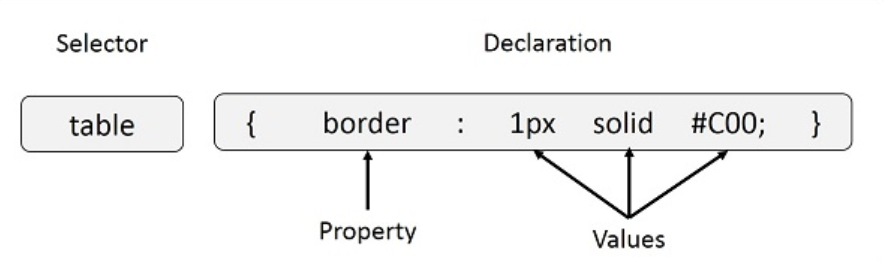 Selector Declaration
table { border : 1px solid #C00; }
Property Values